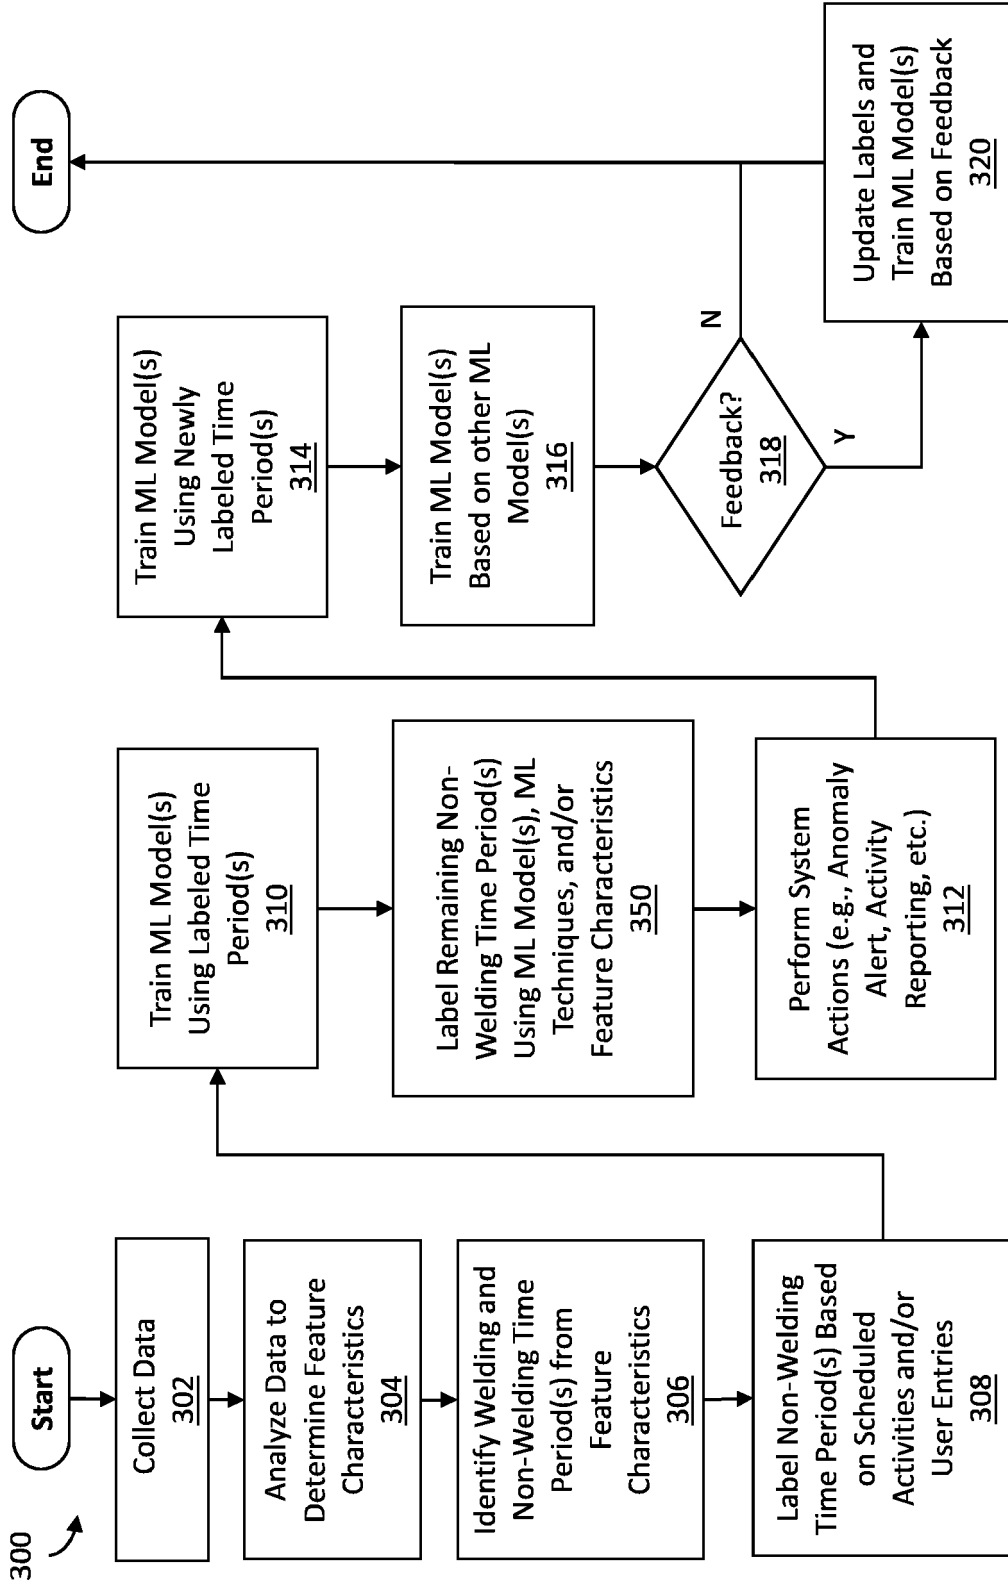 300
Start
Collect Data
302
Analyze Data to
Determine Feature
Characteristics
304
Identify Welding and
Non-Welding Time
Period(s) from
Feature
Characteristics
306
Label Non-Welding
Time Period(s) Based
on Scheduled
Activities and/or
User Entries
308
Train ML Model(s)
Using Labeled Time
Period(s)
310
Label Remaining Non-
Welding Time Period(s)
Using ML Model(s), ML
Techniques, and/or
Feature Characteristics
350
Perform System
Actions (e.g., Anomaly
Alert, Activity
Reporting, etc.)
312
Train ML Model(s)
Using Newly
Labeled Time
Period(s)
314
Train ML Model(s)
Based on other ML
Model(s)
316
Feedback?
318
N
Y
Update Labels and
Train ML Model(s)
Based on Feedback
320
End